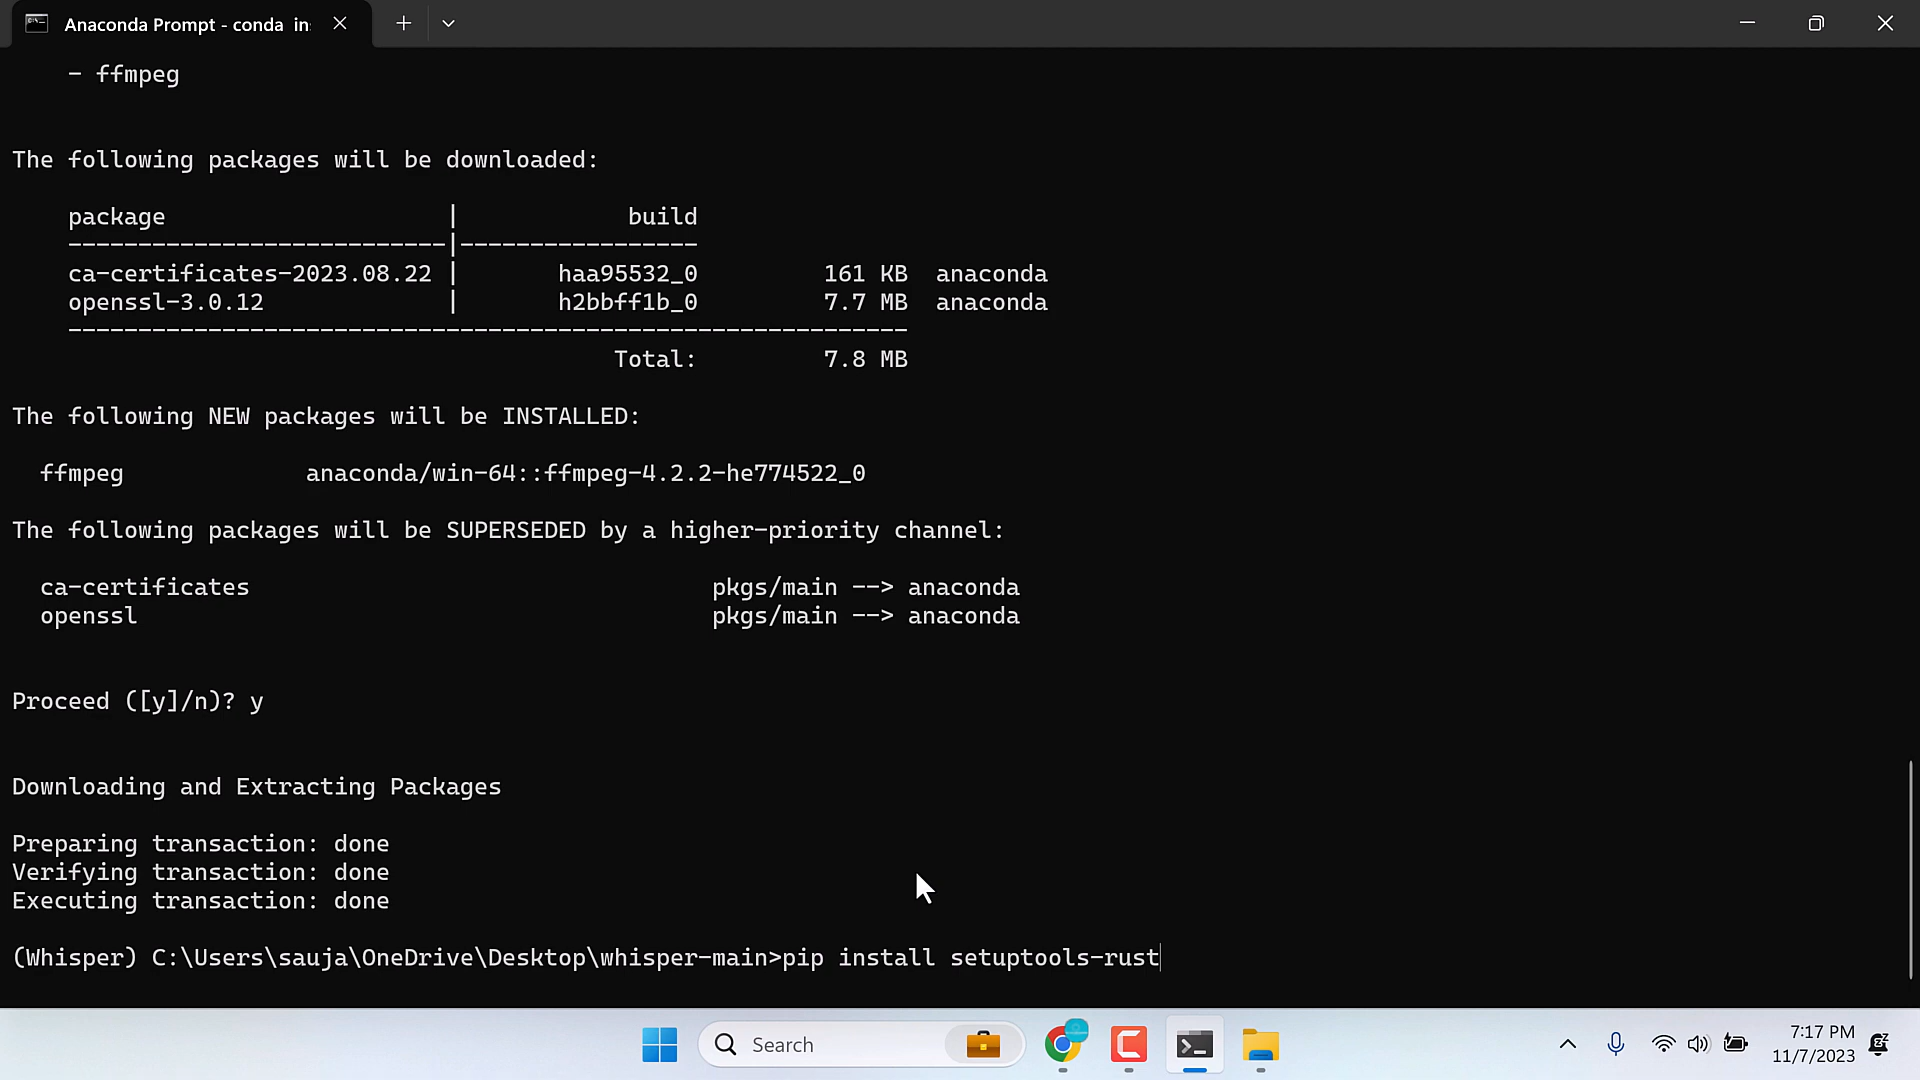 Anaconda Prompt - conda in
- ffmpeg
The following packages will be downloaded:
package | build
---------------------------|-----------------
ca-certificates-2023.08.22 | haa95532_0 161 KB anaconda
openssl-3.0.12 | h2bbff1b_0 7.7 MB anaconda
------------------------------------------------------------
Total: 7.8 MB
The following NEW packages will be INSTALLED:
ffmpeg anaconda/win-64::ffmpeg-4.2.2-he774522_0
The following packages will be SUPERSEDED by a higher-priority channel:
ca-certificates pkgs/main --> anaconda
openssl pkgs/main --> anaconda
Proceed ([y]/n)? y
Downloading and Extracting Packages
Preparing transaction: done
Verifying transaction: done
Executing transaction: done
(Whisper) C:\Users\sauja\OneDrive\Desktop\whisper-main>pip install setuptools-rust
Search
7:17 PM
11/7/2023